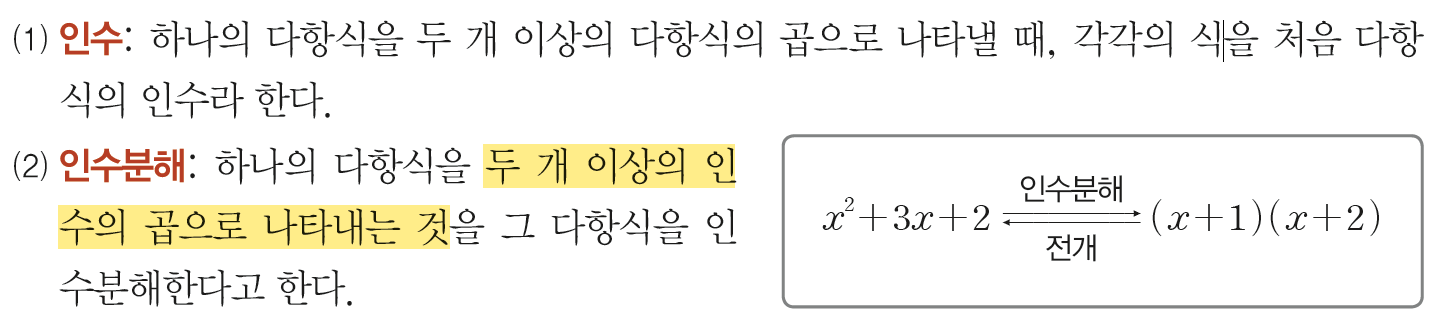 (1) 인수: 하나의 다항식을 두 개 이상의 다항식의 곱으로 나타낼 때, 각각의 식을 처음 다항
식의 인수라 한다.
(2) 인수분해: 하나의 다항식을 두 개 이상의 인
수의 곱으로 나타내는 것을 그 다항식을 인
수분해한다고 한다.
인수분해
x²+3x+2 ⇄ (x+1)(x+2)
전개